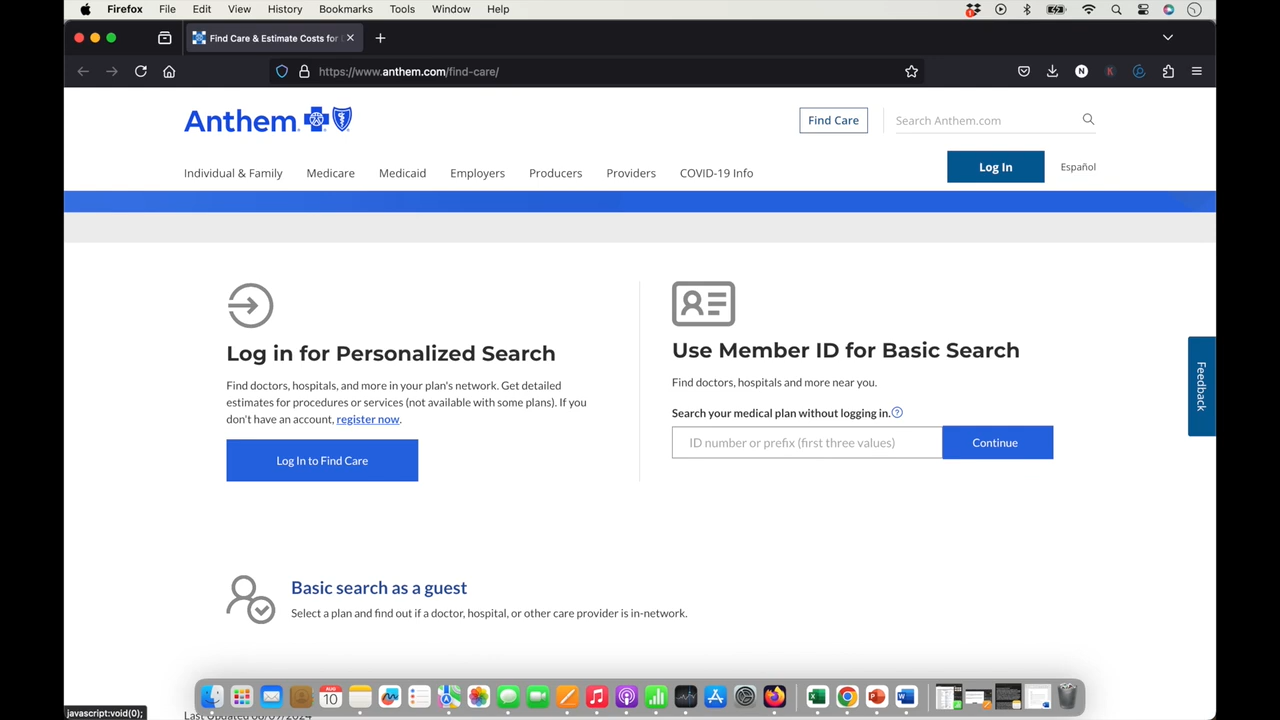 Firefox File Edit View History Bookmarks Tools Window Help
Find Care & Estimate Costs for
https://www.anthem.com/find-care/
Anthem
Find Care
Search Anthem.com
Individual & Family Medicare Medicaid Employers Producers Providers COVID-19 Info
Log In
Español
Log in for Personalized Search
Find doctors, hospitals, and more in your plan's network. Get detailed
estimates for procedures or services (not available with some plans). If you
don't have an account, register now.
Log In to Find Care
Use Member ID for Basic Search
Find doctors, hospitals and more near you.
Search your medical plan without logging in.
ID number or prefix (first three values)
Continue
Feedback
Basic search as a guest
Select a plan and find out if a doctor, hospital, or other care provider is in-network.
AUG
10
javascript:void(0);